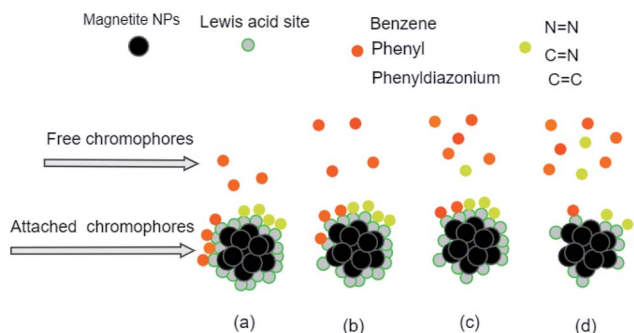 Magnetite NPs
Lewis acid site
Benzene
Phenyl
Phenyldiazonium
N=N
C=N
C=C
Free chromophores
Attached chromophores
(a)
(b)
(c)
(d)